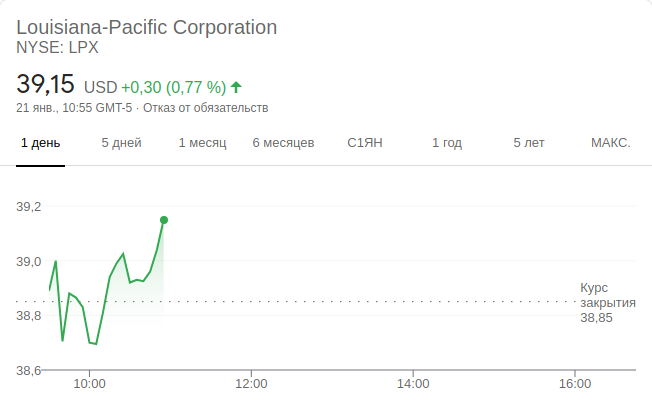 Louisiana-Pacific Corporation
NYSE: LPX
39,15 USD +0,30 (0,77 %)
21 янв., 10:55 GMT-5 · Отказ от обязательств
1 день 5 дней 1 месяц 6 месяцев С1ЯН 1 год 5 лет МАКС.
39,2
39,0
Курс
закрытия
38,85
38,8
38,6
10:00 12:00 14:00 16:00